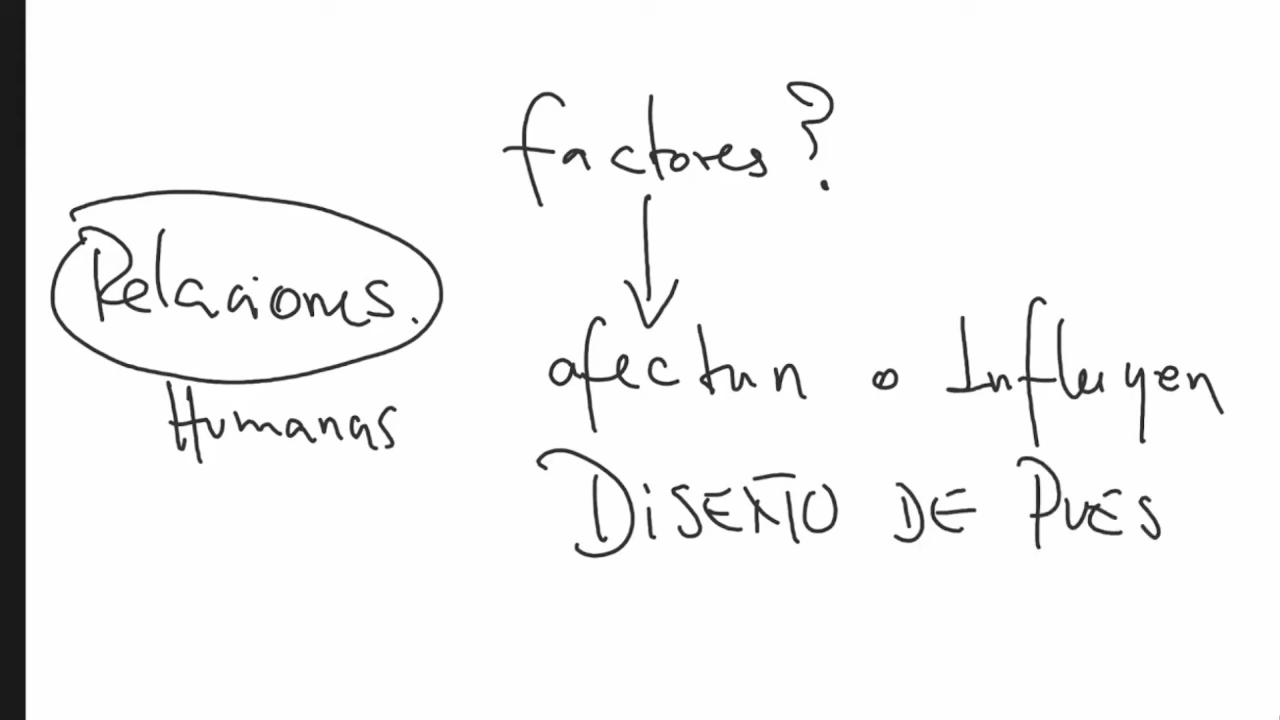 factores?
Relaciones.
Humanas
afectan o Influyen
DiSEÑO DE PUES